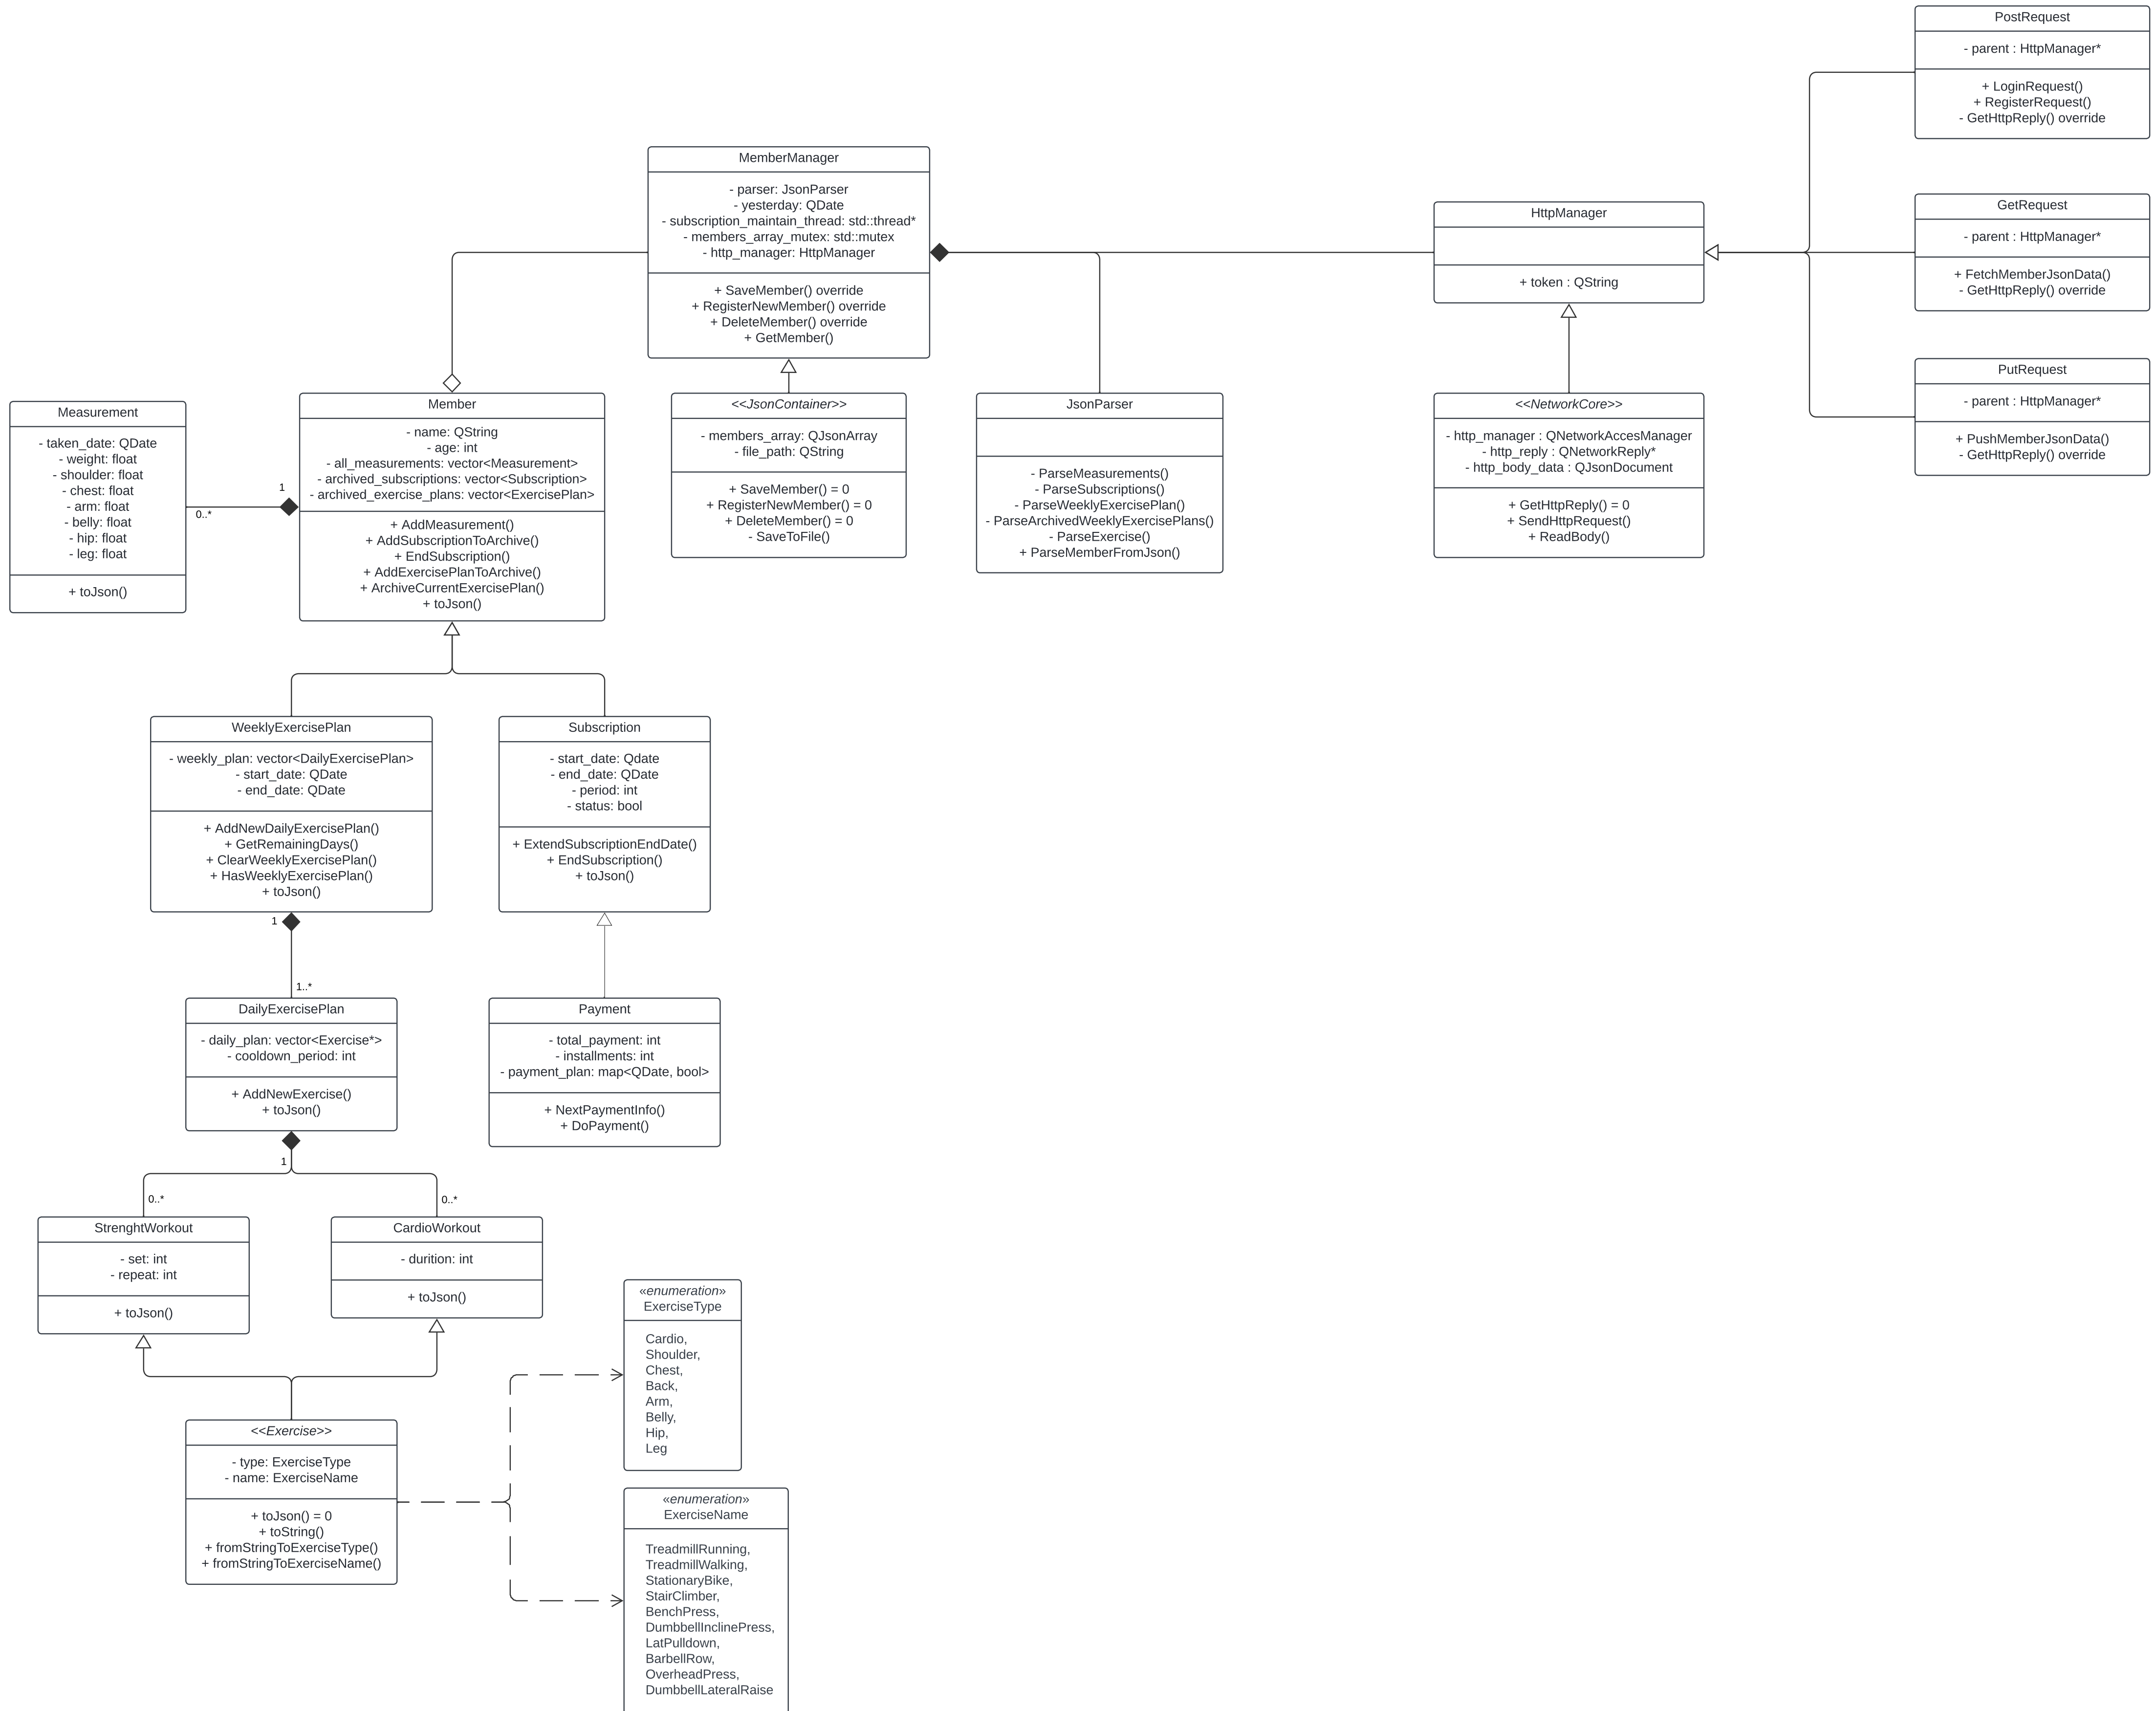 PostRequest
- parent : HttpManager*
+ LoginRequest()
+ RegisterRequest()
- GetHttpReply() override
MemberManager
- parser: JsonParser
- yesterday: QDate
- subscription_maintain_thread: std::thread*
- members_array_mutex: std::mutex
- http_manager: HttpManager
+ SaveMember() override
+ RegisterNewMember() override
+ DeleteMember() override
+ GetMember()
HttpManager
+ token : QString
GetRequest
- parent : HttpManager*
+ FetchMemberJsonData()
- GetHttpReply() override
PutRequest
- parent : HttpManager*
+ PushMemberJsonData()
- GetHttpReply() override
Measurement
- taken_date: QDate
- weight: float
- shoulder: float
- chest: float
- arm: float
- belly: float
- hip: float
- leg: float
+ toJson()
1
0..*
Member
- name: QString
- age: int
- all_measurements: vector<Measurement>
- archived_subscriptions: vector<Subscription>
- archived_exercise_plans: vector<ExercisePlan>
+ AddMeasurement()
+ AddSubscriptionToArchive()
+ EndSubscription()
+ AddExercisePlanToArchive()
+ ArchiveCurrentExercisePlan()
+ toJson()
<<JsonContainer>>
- members_array: QJsonArray
- file_path: QString
+ SaveMember() = 0
+ RegisterNewMember() = 0
+ DeleteMember() = 0
- SaveToFile()
JsonParser
- ParseMeasurements()
- ParseSubscriptions()
- ParseWeeklyExercisePlan()
- ParseArchivedWeeklyExercisePlans()
- ParseExercise()
+ ParseMemberFromJson()
<<NetworkCore>>
- http_manager : QNetworkAccesManager
- http_reply : QNetworkReply*
- http_body_data : QJsonDocument
+ GetHttpReply() = 0
+ SendHttpRequest()
+ ReadBody()
WeeklyExercisePlan
- weekly_plan: vector<DailyExercisePlan>
- start_date: QDate
- end_date: QDate
+ AddNewDailyExercisePlan()
+ GetRemainingDays()
+ ClearWeeklyExercisePlan()
+ HasWeeklyExercisePlan()
+ toJson()
Subscription
- start_date: Qdate
- end_date: QDate
- period: int
- status: bool
+ ExtendSubscriptionEndDate()
+ EndSubscription()
+ toJson()
1
1..*
DailyExercisePlan
- daily_plan: vector<Exercise*>
- cooldown_period: int
+ AddNewExercise()
+ toJson()
Payment
- total_payment: int
- installments: int
- payment_plan: map<QDate, bool>
+ NextPaymentInfo()
+ DoPayment()
1
0..*
0..*
StrenghtWorkout
- set: int
- repeat: int
+ toJson()
CardioWorkout
- durition: int
+ toJson()
«enumeration»
ExerciseType
Cardio,
Shoulder,
Chest,
Back,
Arm,
Belly,
Hip,
Leg
<<Exercise>>
- type: ExerciseType
- name: ExerciseName
+ toJson() = 0
+ toString()
+ fromStringToExerciseType()
+ fromStringToExerciseName()
«enumeration»
ExerciseName
TreadmillRunning,
TreadmillWalking,
StationaryBike,
StairClimber,
BenchPress,
DumbbellInclinePress,
LatPulldown,
BarbellRow,
OverheadPress,
DumbbellLateralRaise